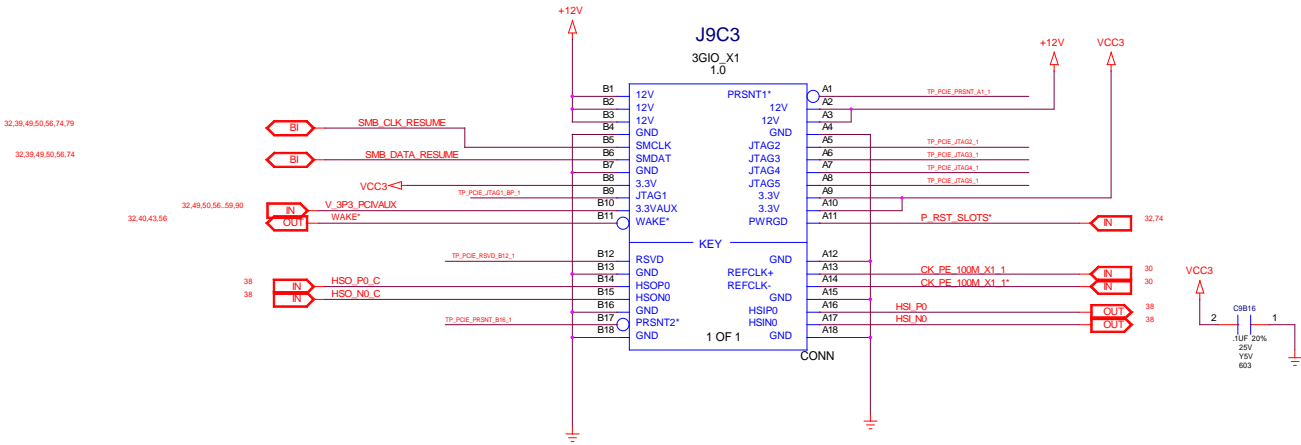 +12V
J9C3
3GIO_X1
1.0
+12V
VCC3
B1 12V PRSNT1* A1 TP_PCIE_PRSNT_A1_1
B2 12V 12V A2
B3 12V 12V A3
B4 GND GND A4
32,39,49,50,56,74,79 BI SMB_CLK_RESUME B5 SMCLK JTAG2 A5 TP_PCIE_JTAG2_1
32,39,49,50,56,74 BI SMB_DATA_RESUME B6 SMDAT JTAG3 A6 TP_PCIE_JTAG3_1
B7 GND JTAG4 A7 TP_PCIE_JTAG4_1
VCC3 B8 3.3V JTAG5 A8 TP_PCIE_JTAG5_1
TP_PCIE_JTAG1_BP_1 B9 JTAG1 3.3V A9
32,49,50,56..59,90 IN V_3P3_PCIVAUX B10 3.3VAUX 3.3V A10
32,40,43,56 OUT WAKE* B11 WAKE* PWRGD A11 P_RST_SLOTS* IN 32,74
KEY
TP_PCIE_RSVD_B12_1 B12 RSVD GND A12
B13 GND REFCLK+ A13 CK_PE_100M_X1_1 IN 30
38 IN HSO_P0_C B14 HSOP0 REFCLK- A14 CK_PE_100M_X1_1* IN 30
38 IN HSO_N0_C B15 HSON0 GND A15
B16 GND HSIP0 A16 HSI_P0 OUT 38
TP_PCIE_PRSNT_B16_1 B17 PRSNT2* HSIN0 A17 HSI_N0 OUT 38
B18 GND 1 OF 1 GND A18
CONN
VCC3
C9B16
2 1
.1UF 20%
25V
Y5V
603